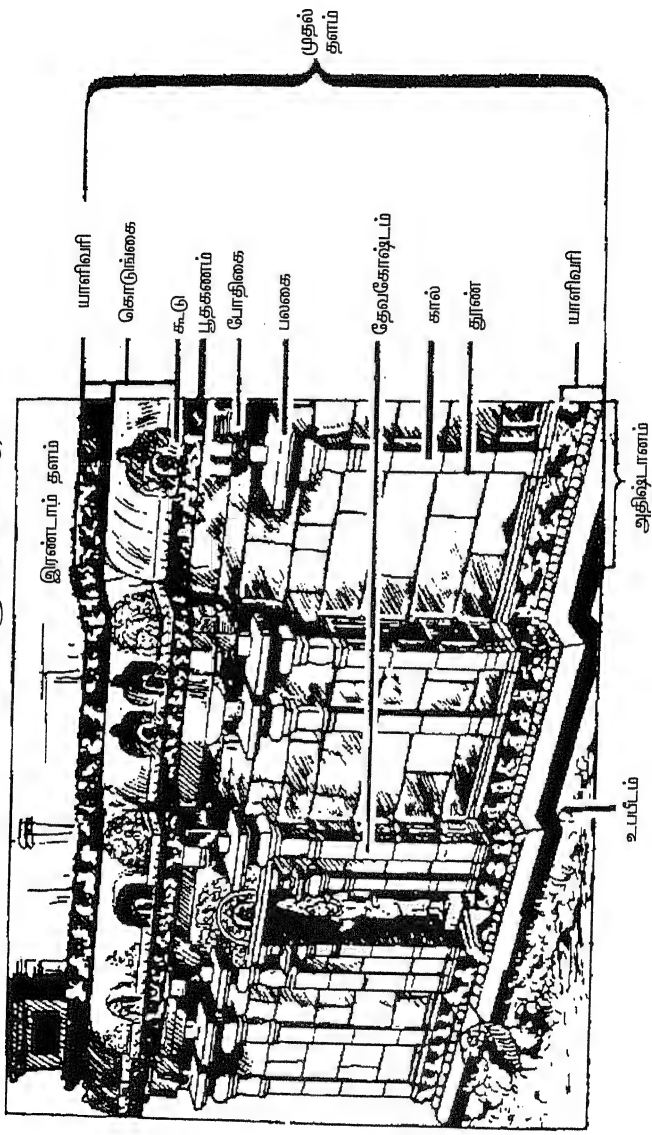 இரண்டாம் தளம்
யாளிவரி
கொடுங்கை
கூடு
பூதகணம்
போதிகை
பலகை
தேவகோஷ்டம்
கால்
தூண்
யாளிவரி
முதல்
தளம்
அதிஷ்டானம்
உபபீடம்